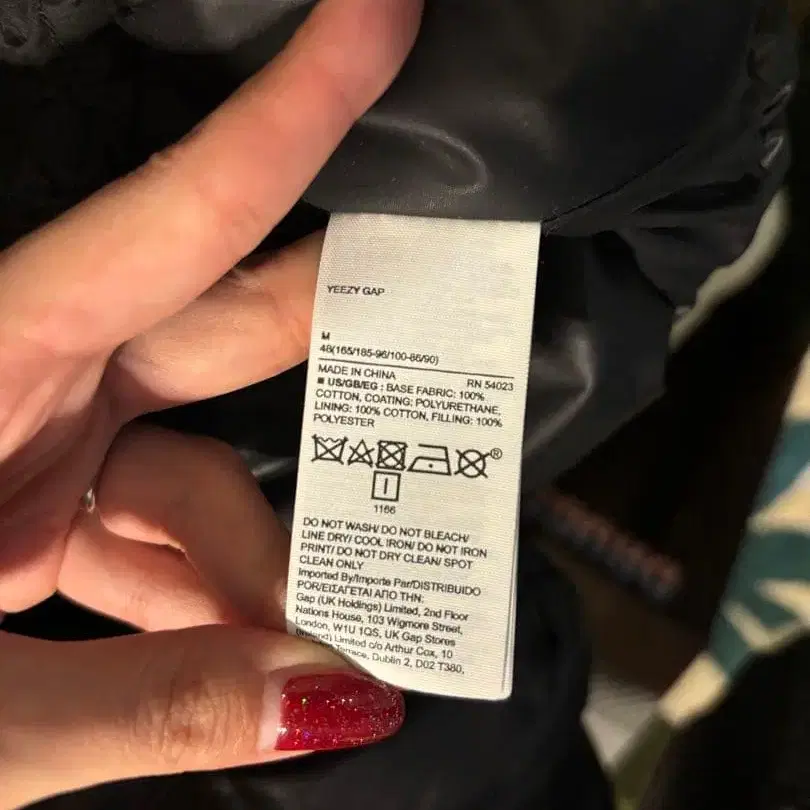 YEEZY GAP
M
48(165/185-96/100-86/90)
MADE IN CHINA RN 54023
■ US/GB/EG : BASE FABRIC: 100%
COTTON, COATING: POLYURETHANE,
LINING: 100% COTTON, FILLING: 100%
POLYESTER
®
1166
DO NOT WASH/ DO NOT BLEACH/
LINE DRY/ COOL IRON/ DO NOT IRON
PRINT/ DO NOT DRY CLEAN/ SPOT
CLEAN ONLY
Imported By/Importe Par/DISTRIBUIDO
POR/ΕΙΣΑΓΕΤΑΙ ΑΠΟ ΤΗΝ:
Gap (UK Holdings) Limited, 2nd Floor
Nations House, 103 Wigmore Street,
London, W1U 1QS, UK Gap Stores
(Ireland) Limited c/o Arthur Cox, 10
Terrace, Dublin 2, D02 T380,